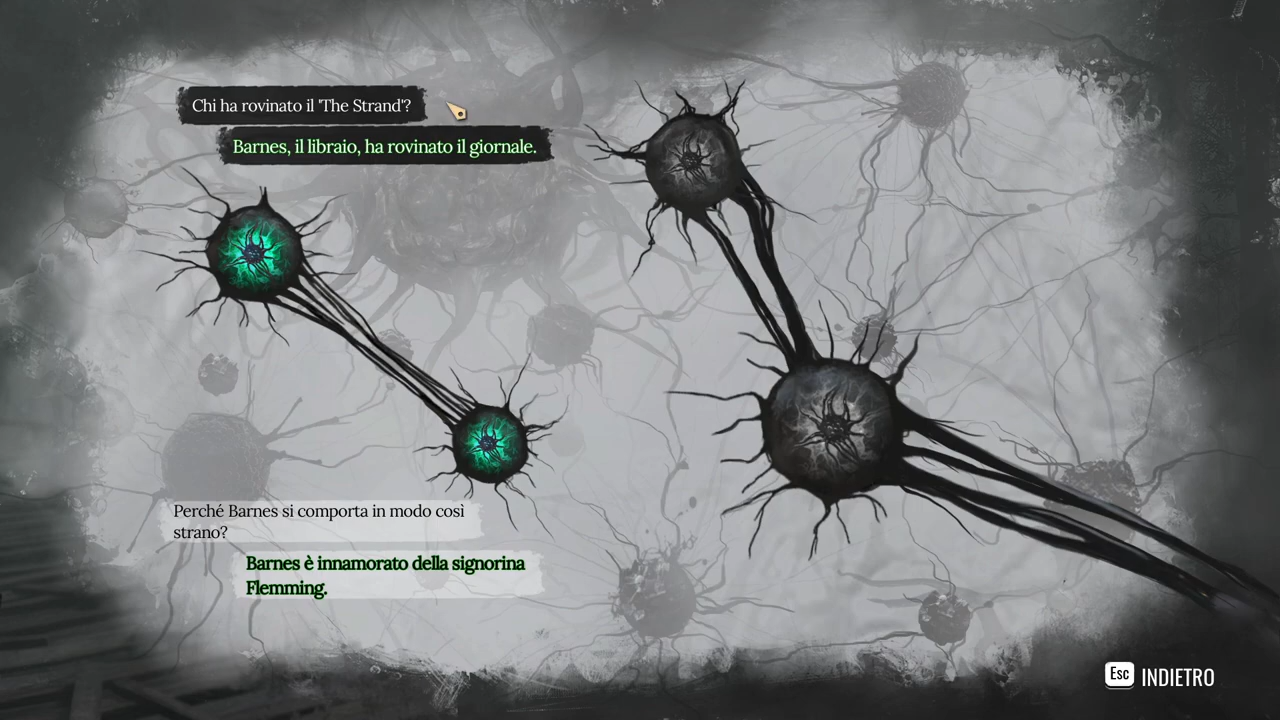 Chi ha rovinato il 'The Strand'?
Barnes, il libraio, ha rovinato il giornale.
Perché Barnes si comporta in modo così
strano?
Barnes è innamorato della signorina
Flemming.
Esc INDIETRO